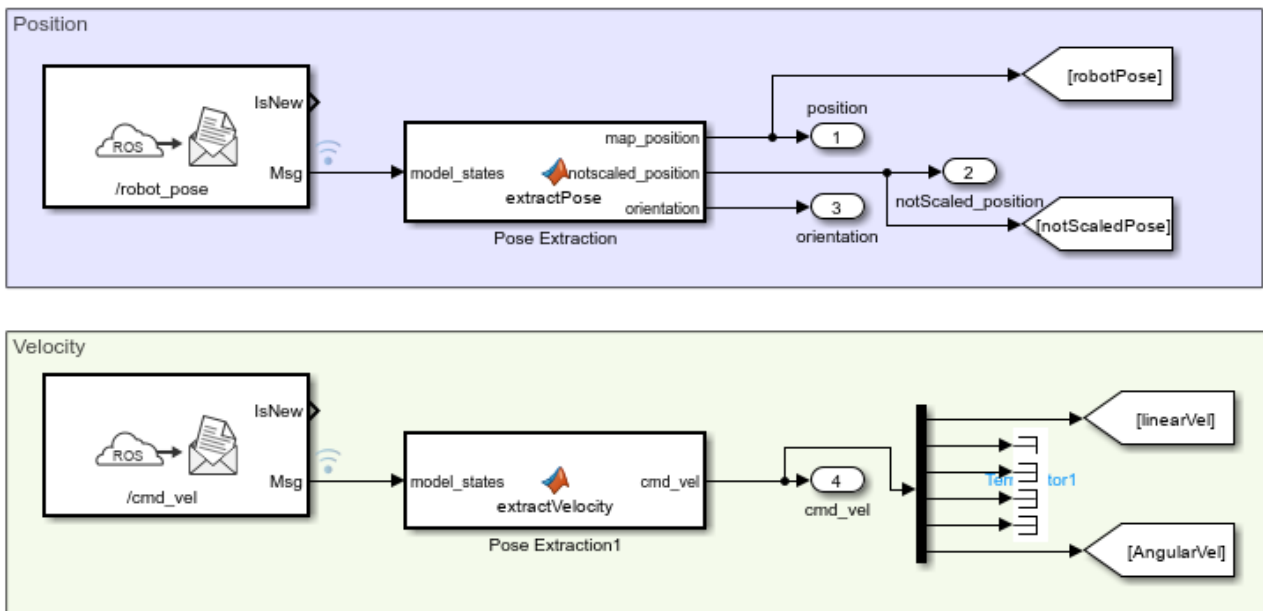 Position
IsNew
ROS
Msg
/robot_pose
model_states
extractPose
map_position
notscaled_position
orientation
Pose Extraction
position
1
2
notScaled_position
3
orientation
[robotPose]
[notScaledPose]
Velocity
IsNew
ROS
Msg
/cmd_vel
model_states
extractVelocity
cmd_vel
Pose Extraction1
4
cmd_vel
[linearVel]
[AngularVel]